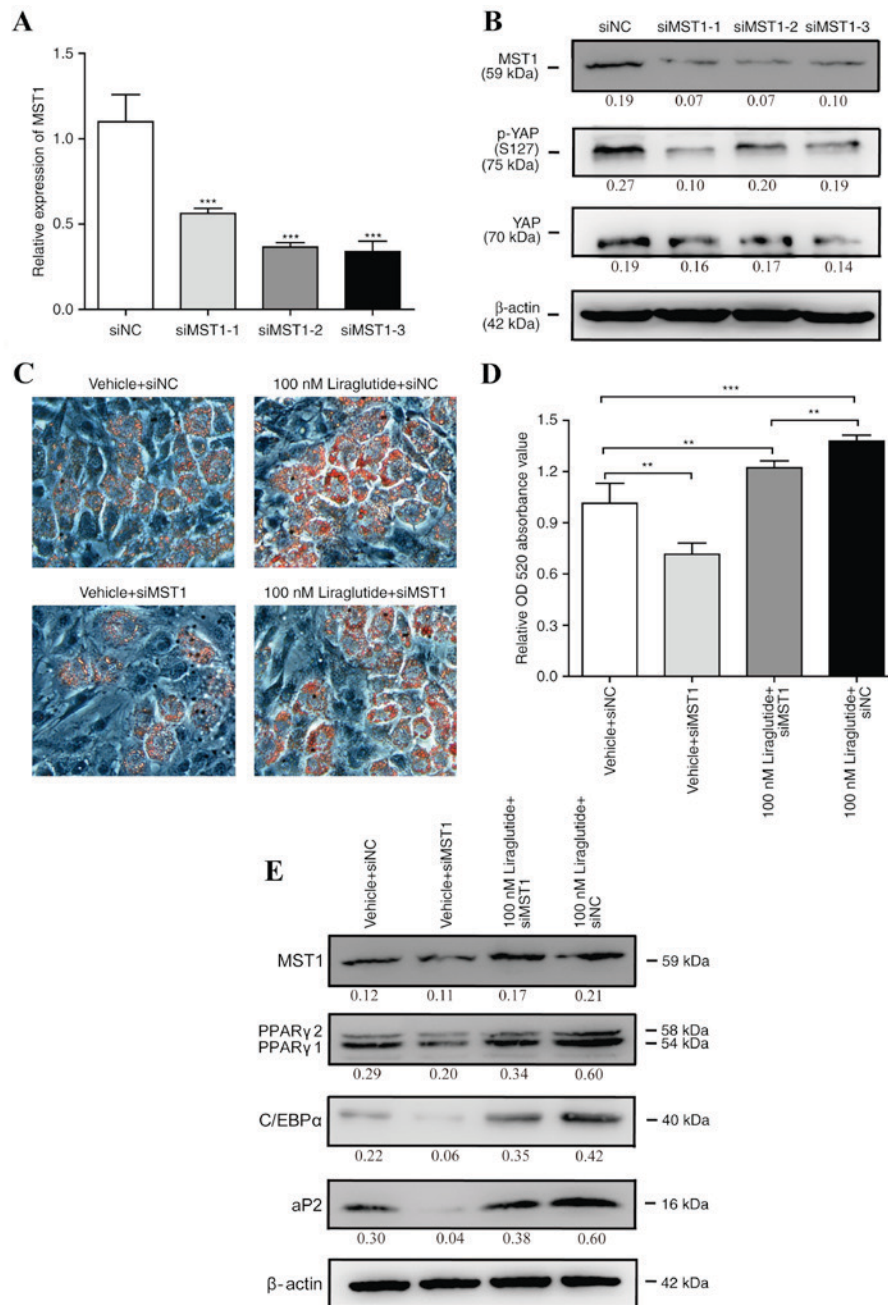 A
Relative expression of MST1
1.5
1.0
0.5
0.0
***
***
***
siNC
siMST1-1
siMST1-2
siMST1-3
B
siNC siMST1-1 siMST1-2 siMST1-3
MST1
(59 kDa)
0.19 0.07 0.07 0.10
p-YAP
(S127)
(75 kDa)
0.27 0.10 0.20 0.19
YAP
(70 kDa)
0.19 0.16 0.17 0.14
β-actin
(42 kDa)
C
Vehicle+siNC
100 nM Liraglutide+siNC
Vehicle+siMST1
100 nM Liraglutide+siMST1
D
Relative OD 520 absorbance value
1.5
1.2
0.9
0.6
0.3
0.0
***
**
**
**
Vehicle+siNC
Vehicle+siMST1
100 nM Liraglutide+
siMST1
100 nM Liraglutide+
siNC
E
Vehicle+siNC
Vehicle+siMST1
100 nM Liraglutide+
siMST1
100 nM Liraglutide+
siNC
MST1
59 kDa
0.12 0.11 0.17 0.21
PPARγ2
58 kDa
PPARγ1
54 kDa
0.29 0.20 0.34 0.60
C/EBPα
40 kDa
0.22 0.06 0.35 0.42
aP2
16 kDa
0.30 0.04 0.38 0.60
β-actin
42 kDa